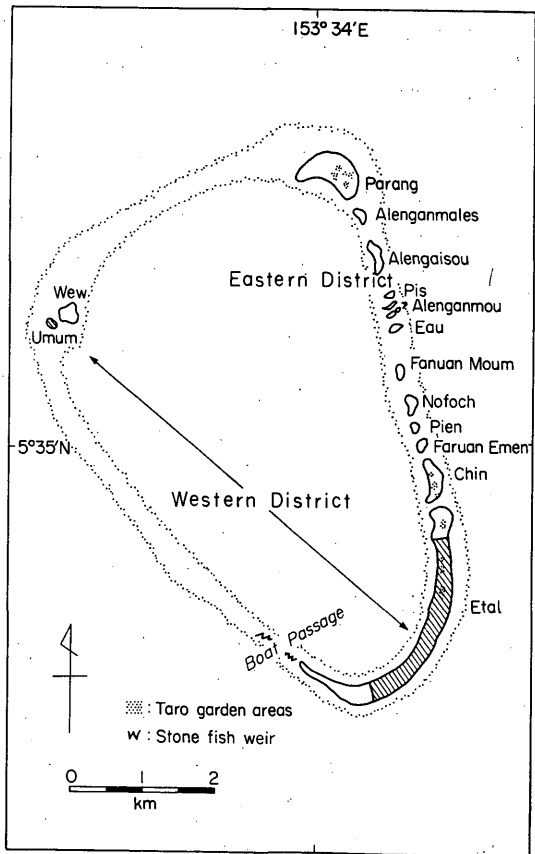 153° 34'E
Parang
Alenganmales
Alengaisou
Eastern District
Pis
Alenganmou
Eau
Wew
Umum
Fanuan Moum
Nofoch
Pien
5° 35'N
Faruan Ement
Chin
Western District
Etal
Boat Passage
: Taro garden areas
: Stone fish weir
0 1 2
km